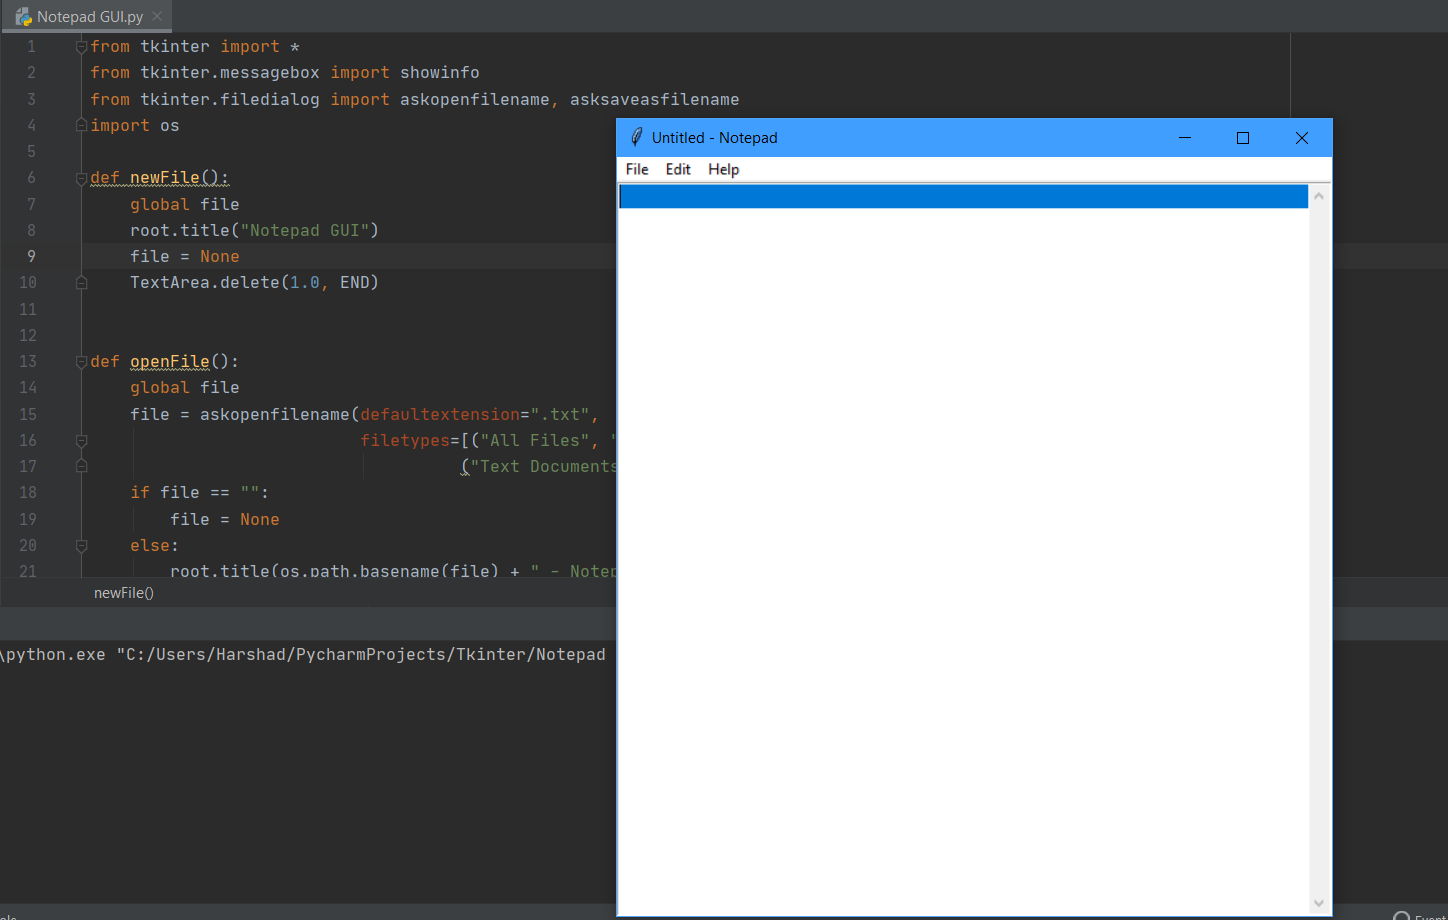 Notepad GUI.py
1 from tkinter import *
2 from tkinter.messagebox import showinfo
3 from tkinter.filedialog import askopenfilename, asksaveasfilename
4 import os
5
6 def newFile():
7 global file
8 root.title("Notepad GUI")
9 file = None
10 TextArea.delete(1.0, END)
11
12
13 def openFile():
14 global file
15 file = askopenfilename(defaultextension=".txt",
16 filetypes=[("All Files", "
17 ("Text Documents
18 if file == "":
19 file = None
20 else:
21 root.title(os.path.basename(file) + " - Notep
newFile()
\python.exe "C:/Users/Harshad/PycharmProjects/Tkinter/Notepad
Untitled - Notepad
File Edit Help